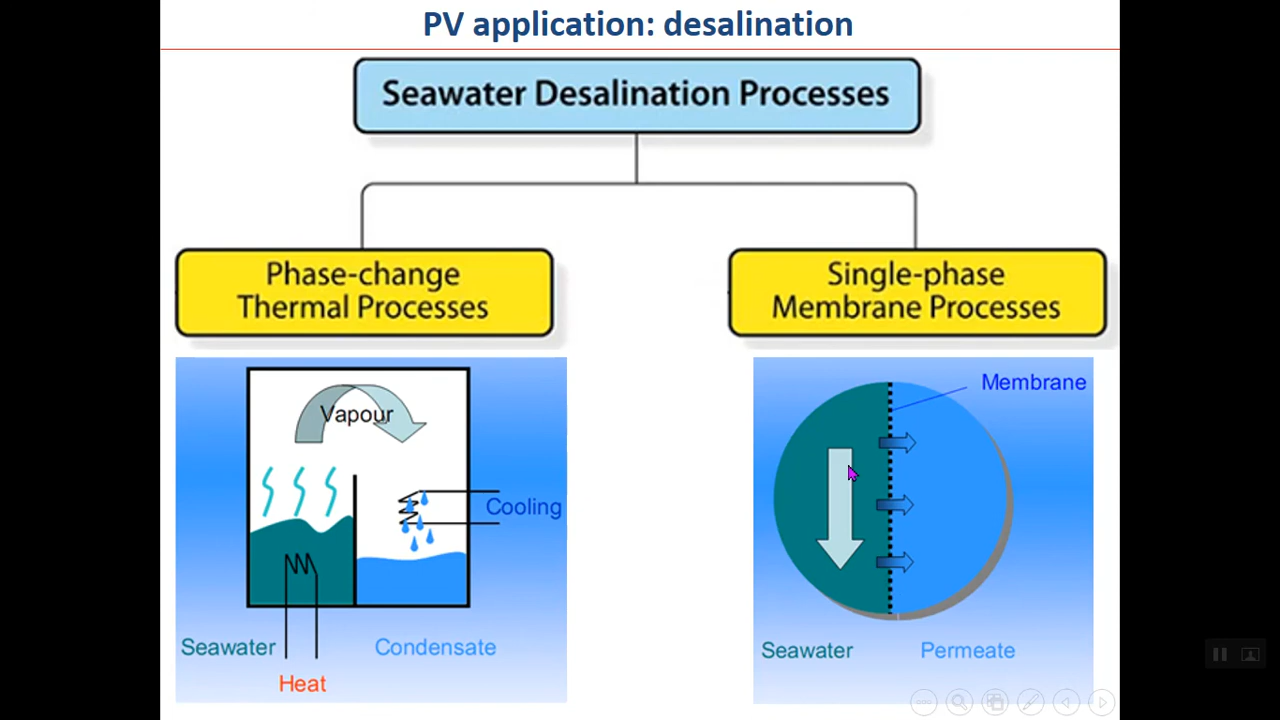 PV application: desalination
Seawater Desalination Processes
Phase-change
Thermal Processes
Single-phase
Membrane Processes
Vapour
Cooling
Seawater
Condensate
Heat
Membrane
Seawater
Permeate